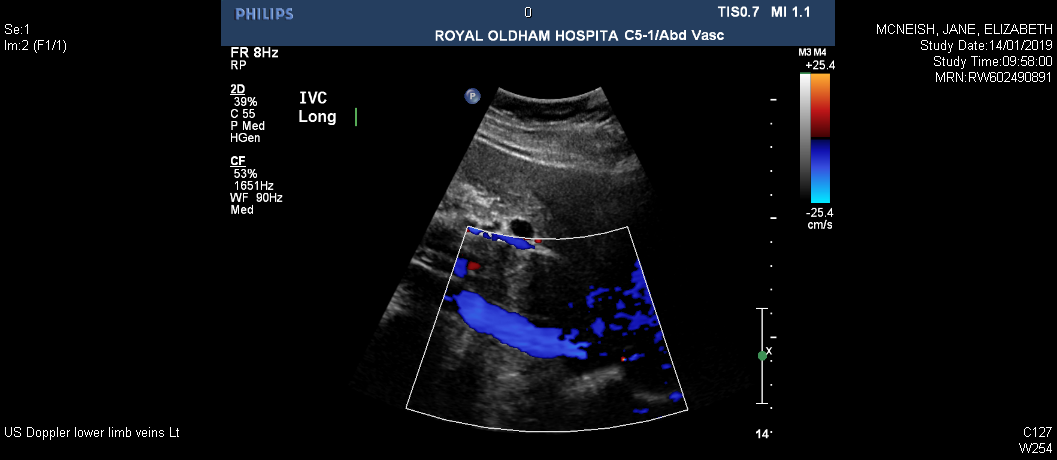 Se:1
Im:2 (F1/1)
PHILIPS
0
TIS0.7 MI 1.1
ROYAL OLDHAM HOSPITA C5-1/Abd Vasc
MCNEISH, JANE, ELIZABETH
Study Date:14/01/2019
Study Time:09:58:00
MRN:RW602490891
FR 8Hz
RP
2D
39%
C 55
P Med
HGen
CF
53%
1651Hz
WF 90Hz
Med
IVC
Long
P
M3 M4
+25.4
-25.4
cm/s
x
14
US Doppler lower limb veins Lt
C127
W254